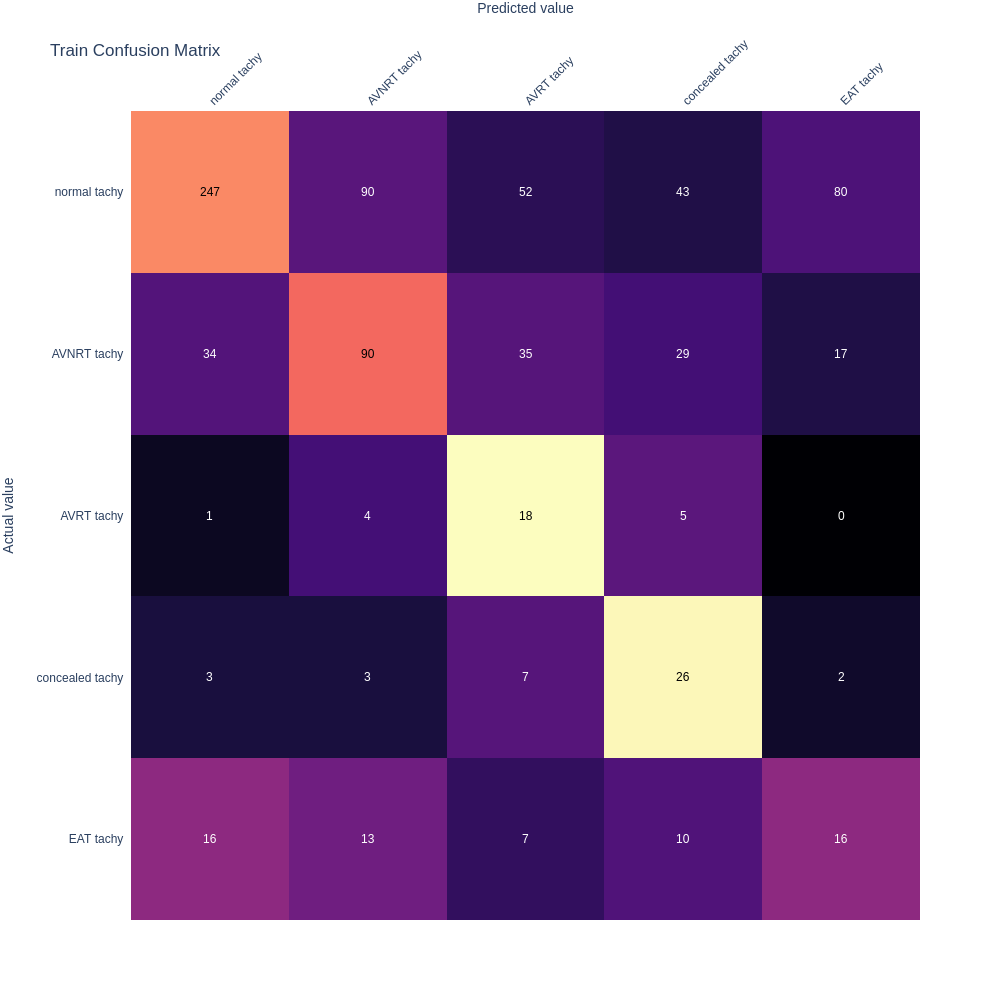 Predicted value
Train Confusion Matrix
normal tachy AVNRT tachy AVRT tachy concealed tachy EAT tachy
normal tachy 247 90 52 43 80
AVNRT tachy 34 90 35 29 17
Actual value
AVRT tachy 1 4 18 5 0
concealed tachy 3 3 7 26 2
EAT tachy 16 13 7 10 16